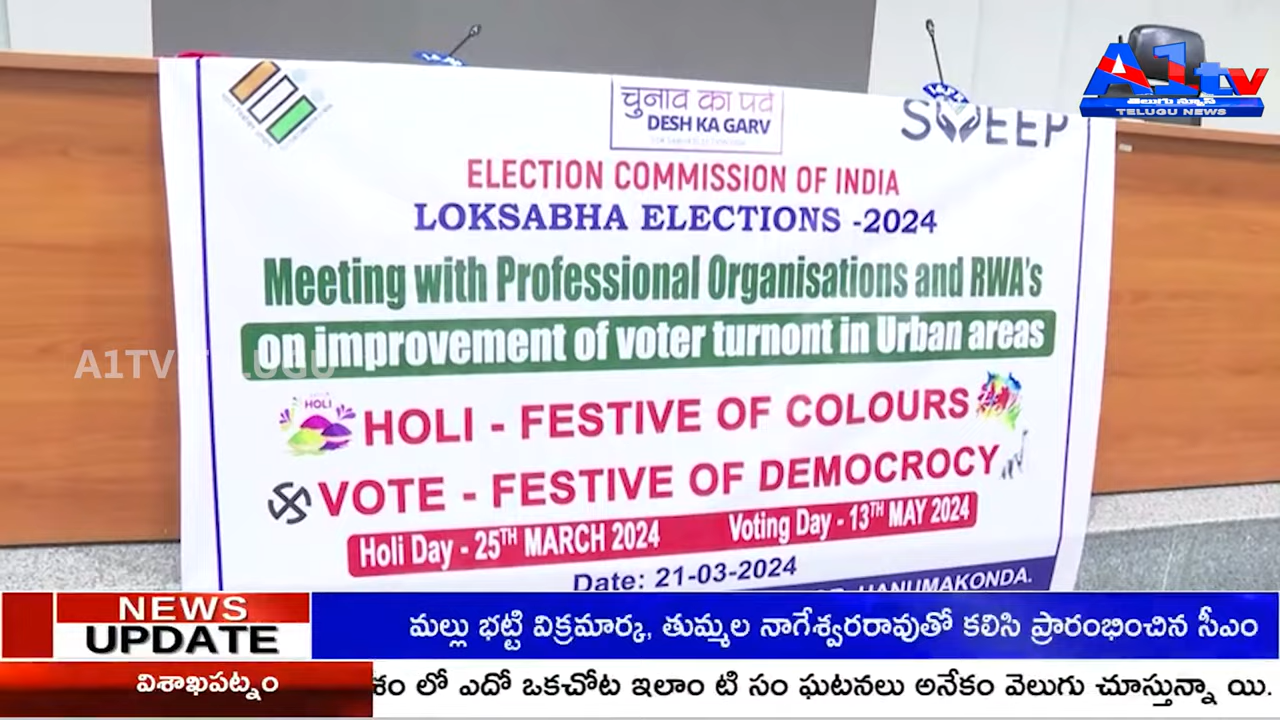 चुनाव का पर्व
DESH KA GARV
SWEEP
ELECTION COMMISSION OF INDIA
LOKSABHA ELECTIONS -2024
Meeting with Professional Organisations and RWA's
on improvement of voter turnont in Urban areas
HOLI
HOLI - FESTIVE OF COLOURS
VOTE - FESTIVE OF DEMOCROCY
Holi Day - 25TH MARCH 2024 Voting Day - 13TH MAY 2024
Date: 21-03-2024
HANUMAKONDA.
A1tv
తెలుగు న్యూస్
TELUGU NEWS
A1TV TELUGU
NEWS
UPDATE
మల్లు భట్టి విక్రమార్క, తుమ్మల నాగేశ్వరరావుతో కలిసి ప్రారంభించిన సీఎం
విశాఖపట్నం
శం లో ఎదో ఒకచోట ఇలాం టి సం ఘటనలు అనేకం వెలుగు చూస్తున్నా యి.